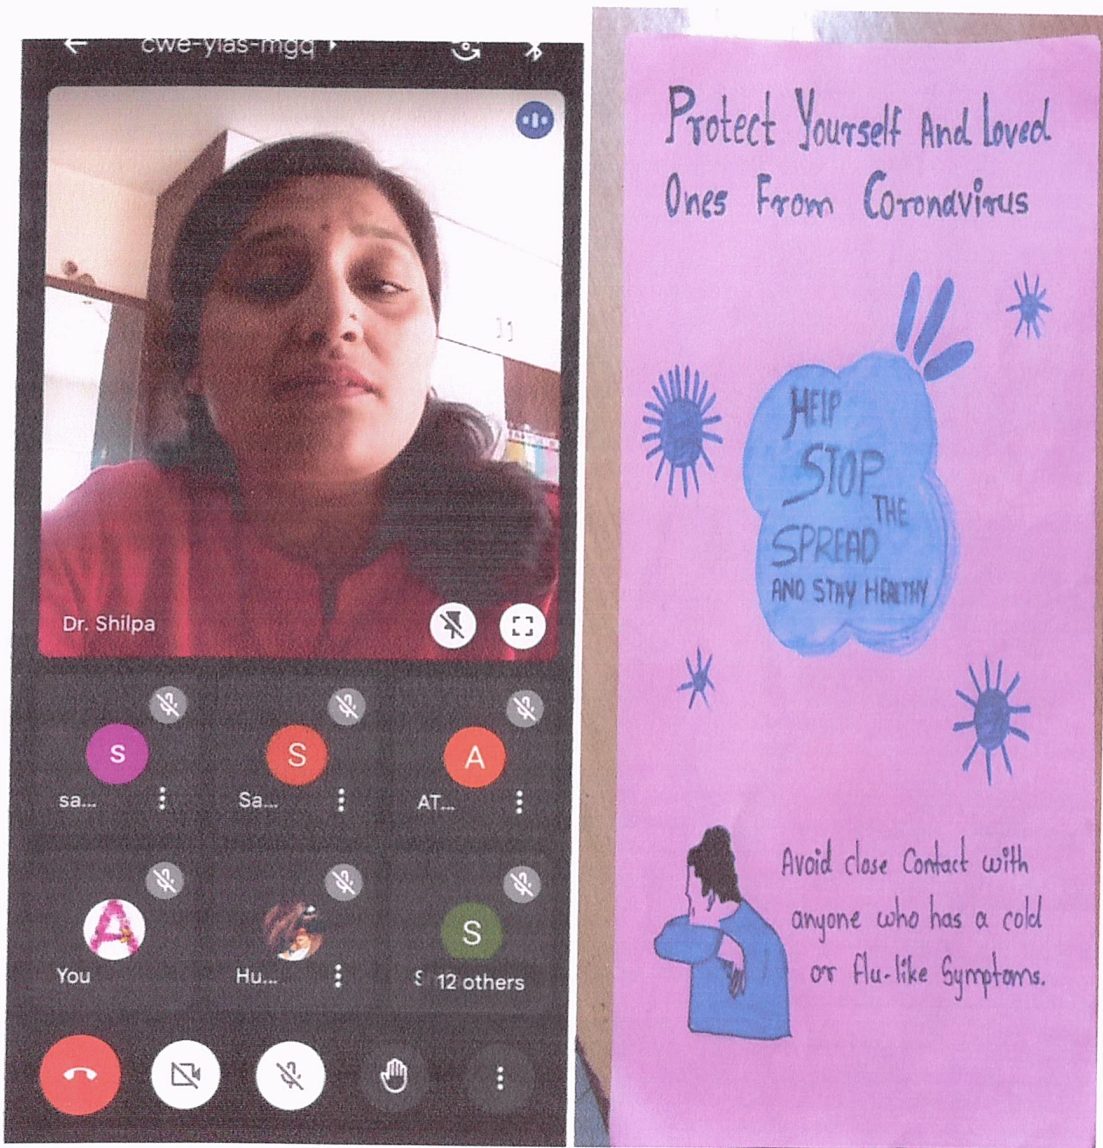 cwe-yias-mgq
Dr. Shilpa
s
sa...
S
Sa...
A
AT...
A
You
Hu...
S
12 others
Protect Yourself And Loved
Ones From Coronavirus
HElP
STOP
THE
SPREAD
AND STAY HEALTHY
Avoid close Contact with
anyone who has a cold
or flu-like Symptoms.